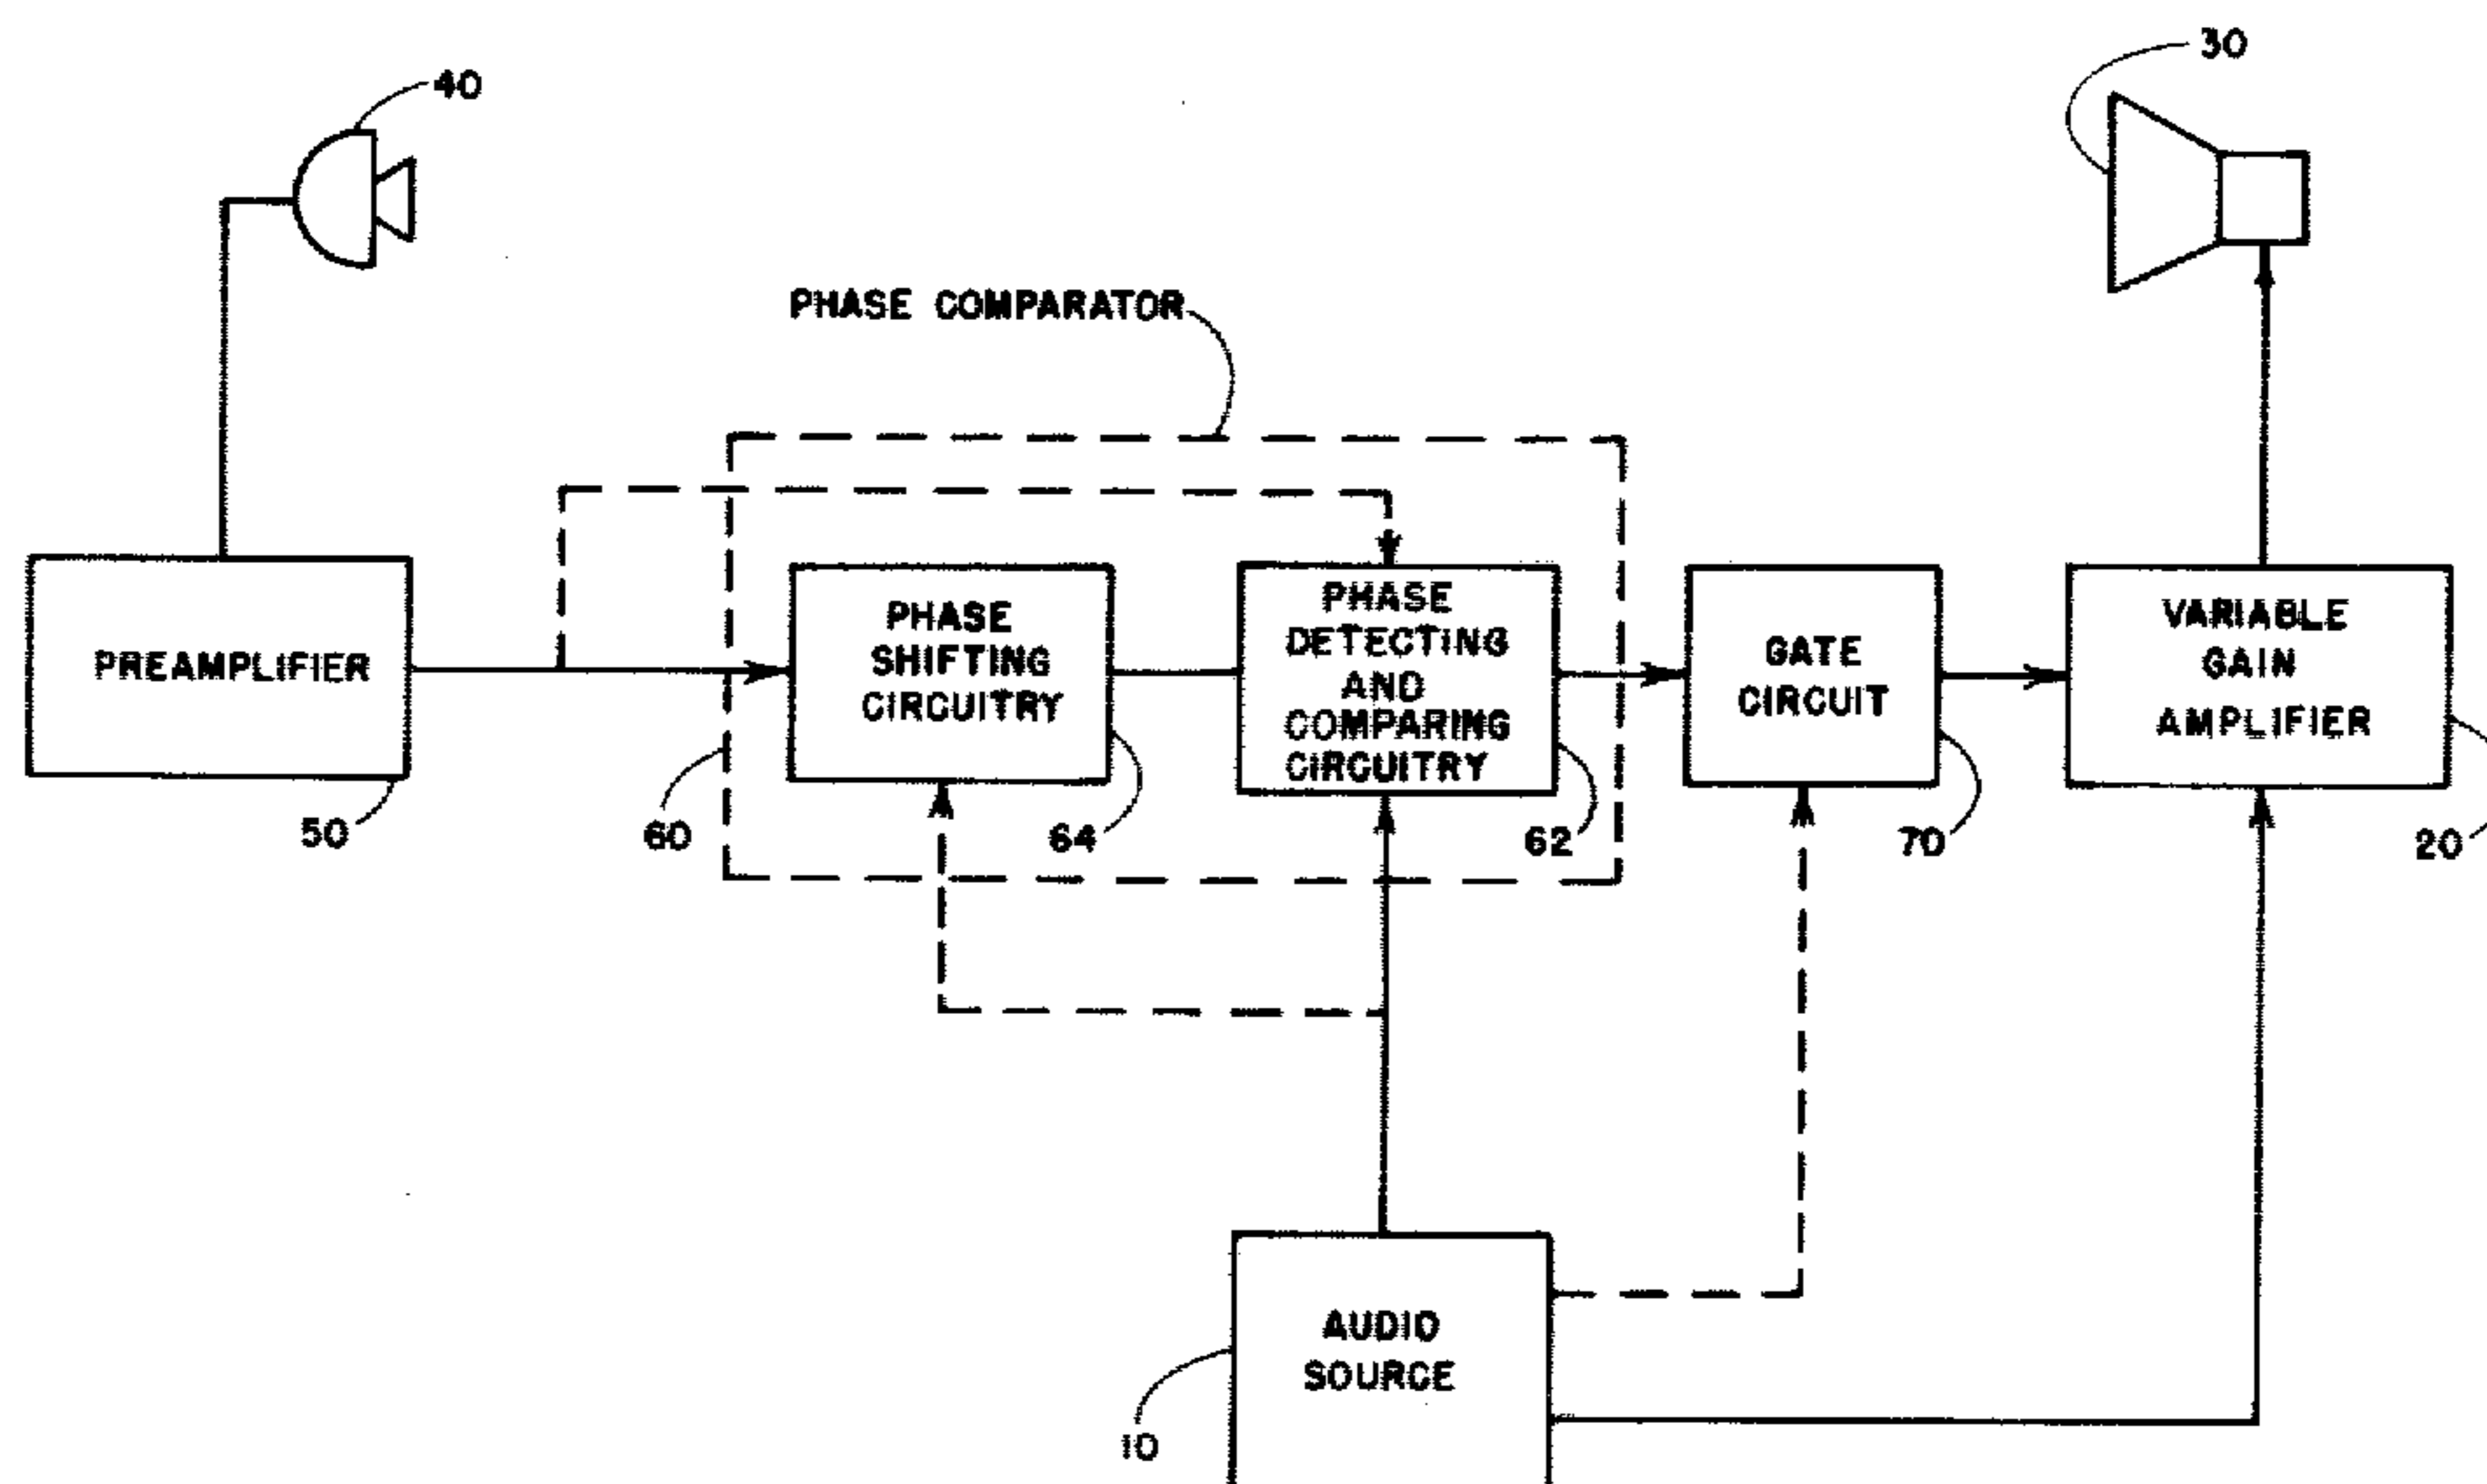 30
40
PHASE COMPARATOR
PREAMPLIFIER
PHASE
SHIFTING
CIRCUITRY
PHASE
DETECTING
AND
COMPARING
CIRCUITRY
GATE
CIRCUIT
VARIABLE
GAIN
AMPLIFIER
50
60
64
62
70
20
AUDIO
SOURCE
10